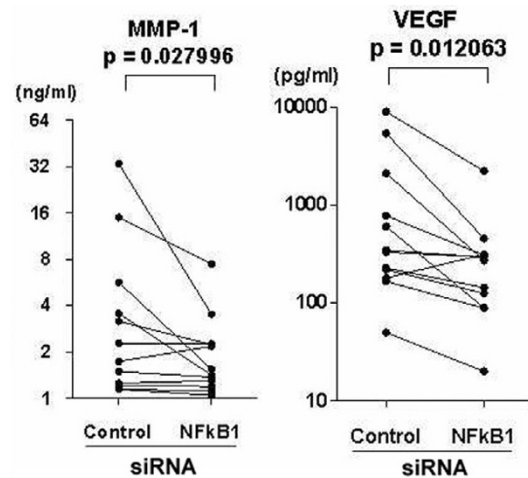 MMP-1
p = 0.027996
(ng/ml)
64
32
16
8
4
2
1
Control NFkB1
siRNA
VEGF
p = 0.012063
(pg/ml)
10000
1000
100
10
Control NFkB1
siRNA